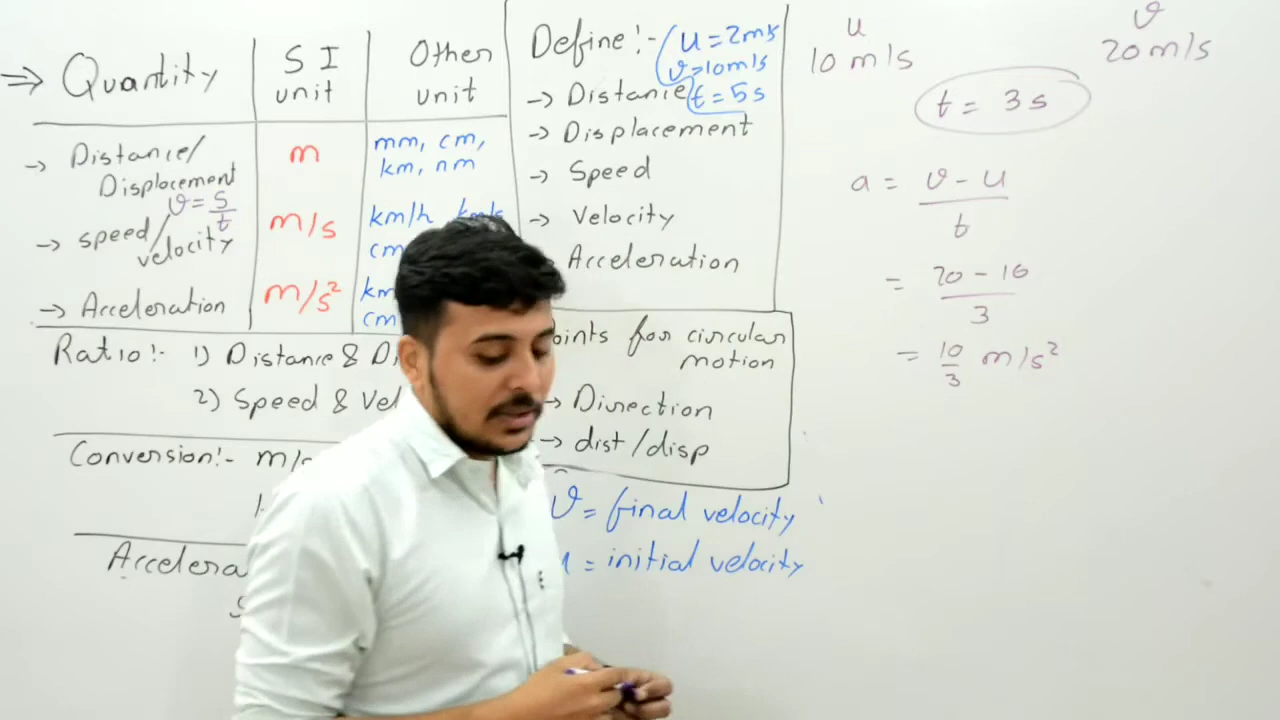 → Quantity
S I
unit
Other
unit
→ Distance/
Displacement
m
mm, cm,
km, nm
v = s/t
→ speed/
velocity
m/s
km/h km/s
cm
→ Acceleration
m/s²
km
cm
Ratio:- 1) Distance & Di
2) Speed & Vel
Conversion:- m/s
Accelera
Define:-
u = 2m/s
v = 10m/s
t = 5s
→ Distance
→ Displacement
→ Speed
→ Velocity
Acceleration
oints for circular
motion
→ Direction
→ dist/disp
v = final velocity
= initial velocity
u
10 m/s
v
20 m/s
t = 3s
a = v - u
t
= 20 - 10
3
= 10/3 m/s²